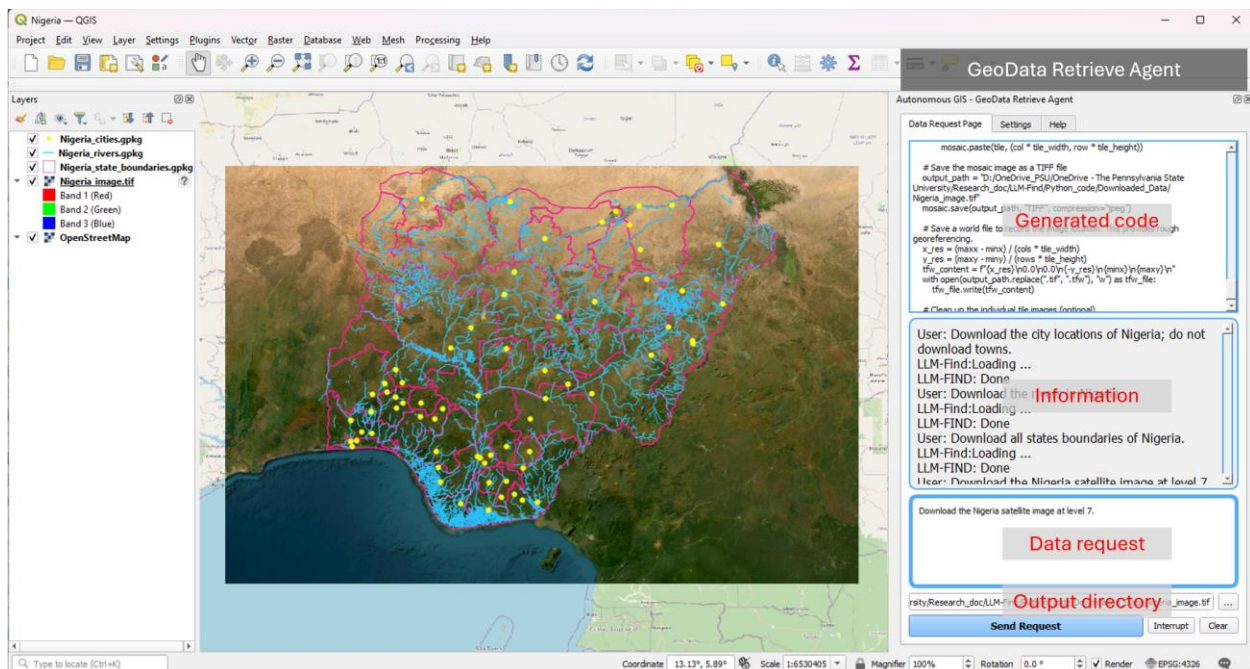 Nigeria — QGIS
Project Edit View Layer Settings Plugins Vector Raster Database Web Mesh Processing Help
GeoData Retrieve Agent
Layers
Nigeria_cities.gpkg
Nigeria_rivers.gpkg
Nigeria_state_boundaries.gpkg
Nigeria_image.tif
Band 1 (Red)
Band 2 (Green)
Band 3 (Blue)
OpenStreetMap
Autonomous GIS - GeoData Retrieve Agent
Data Request Page Settings Help
mosaic.paste(tile, (col * tile_width, row * tile_height))
# Save the mosaic image as a TIFF file
output_path = "D:/OneDrive_PSU/OneDrive - The Pennsylvania State
University/Research_doc/LLM-Find/Python_code/Downloaded_Data/
Nigeria_image.tif"
mosaic.save(output_path, "TIFF", compression="jpeg")
Generated code
# Save a world file to rough
georeferencing.
x_res = (maxx - minx) / (cols * tile_width)
y_res = (maxy - miny) / (rows * tile_height)
tfw_content = f"{x_res}\n0.0\n0.0\n{-y_res}\n{minx}\n{maxy}\n"
with open(output_path.replace(".tif", ".tfw"), "w") as tfw_file:
tfw_file.write(tfw_content)
# Clean up the individual tile images (optional)
User: Download the city locations of Nigeria; do not
download towns.
LLM-Find:Loading ...
LLM-FIND: Done
User: Download
Information
LLM-Find:Loading ...
LLM-FIND: Done
User: Download all states boundaries of Nigeria.
LLM-Find:Loading ...
LLM-FIND: Done
User: Download the Nigeria satellite image at level 7.
Download the Nigeria satellite image at level 7.
Data request
Output directory
rsity/Research_doc/LLM-Fi _image.tif ...
Send Request Interrupt Clear
Type to locate (Ctrl+K) Coordinate 13.13°, 5.89° Scale 1:6530405 Magnifier 100% Rotation 0.0 ° Render EPSG:4326